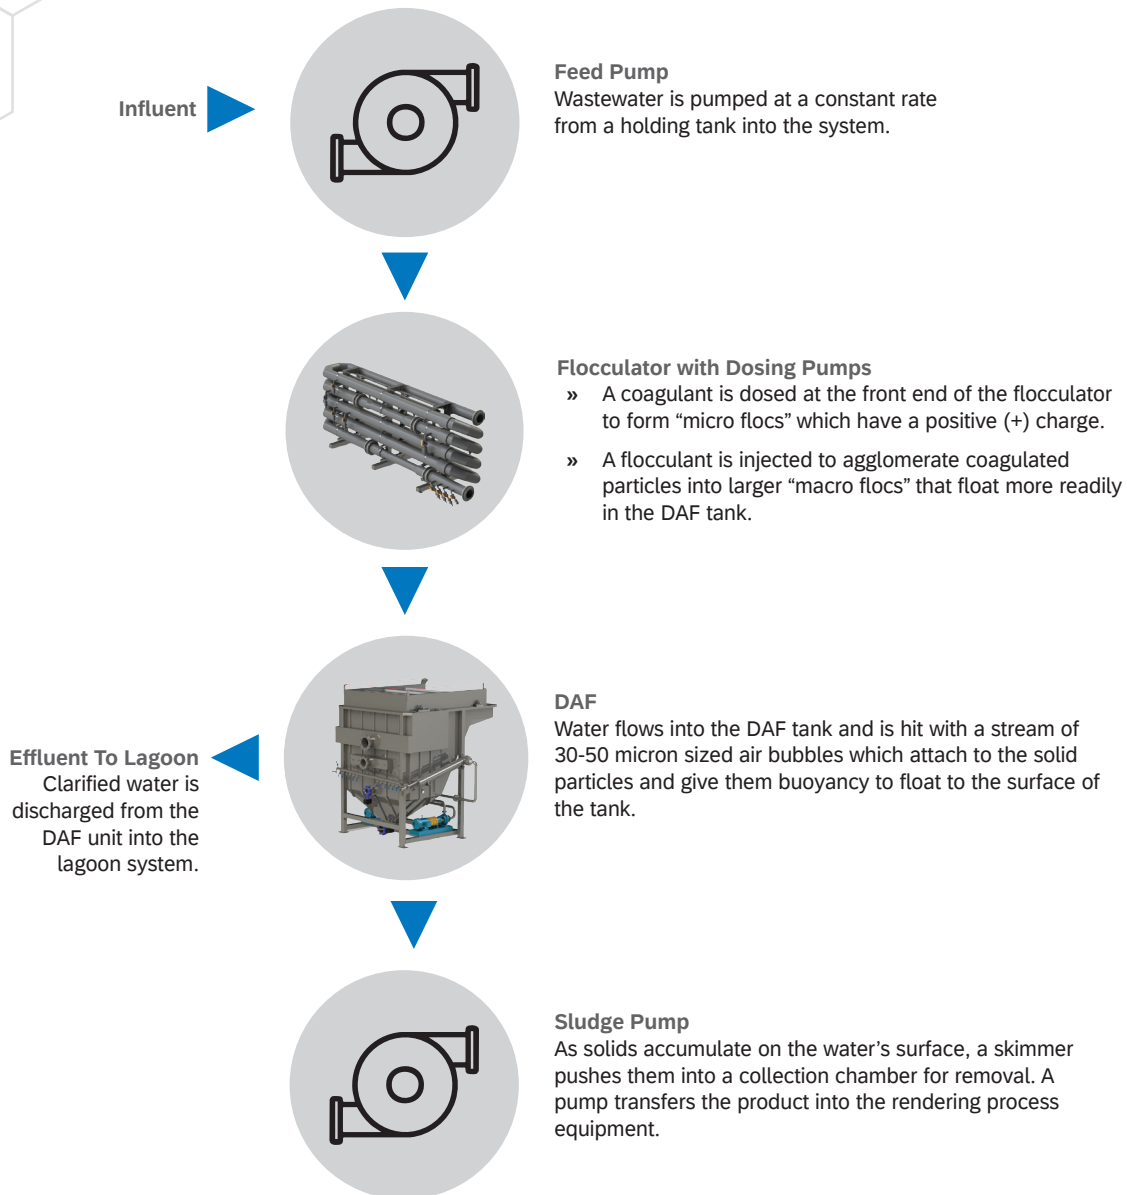 Influent
Feed Pump
Wastewater is pumped at a constant rate
from a holding tank into the system.
Flocculator with Dosing Pumps
» A coagulant is dosed at the front end of the flocculator
to form “micro flocs” which have a positive (+) charge.
» A flocculant is injected to agglomerate coagulated
particles into larger “macro flocs” that float more readily
in the DAF tank.
DAF
Water flows into the DAF tank and is hit with a stream of
30-50 micron sized air bubbles which attach to the solid
particles and give them buoyancy to float to the surface of
the tank.
Effluent To Lagoon
Clarified water is
discharged from the
DAF unit into the
lagoon system.
Sludge Pump
As solids accumulate on the water’s surface, a skimmer
pushes them into a collection chamber for removal. A
pump transfers the product into the rendering process
equipment.